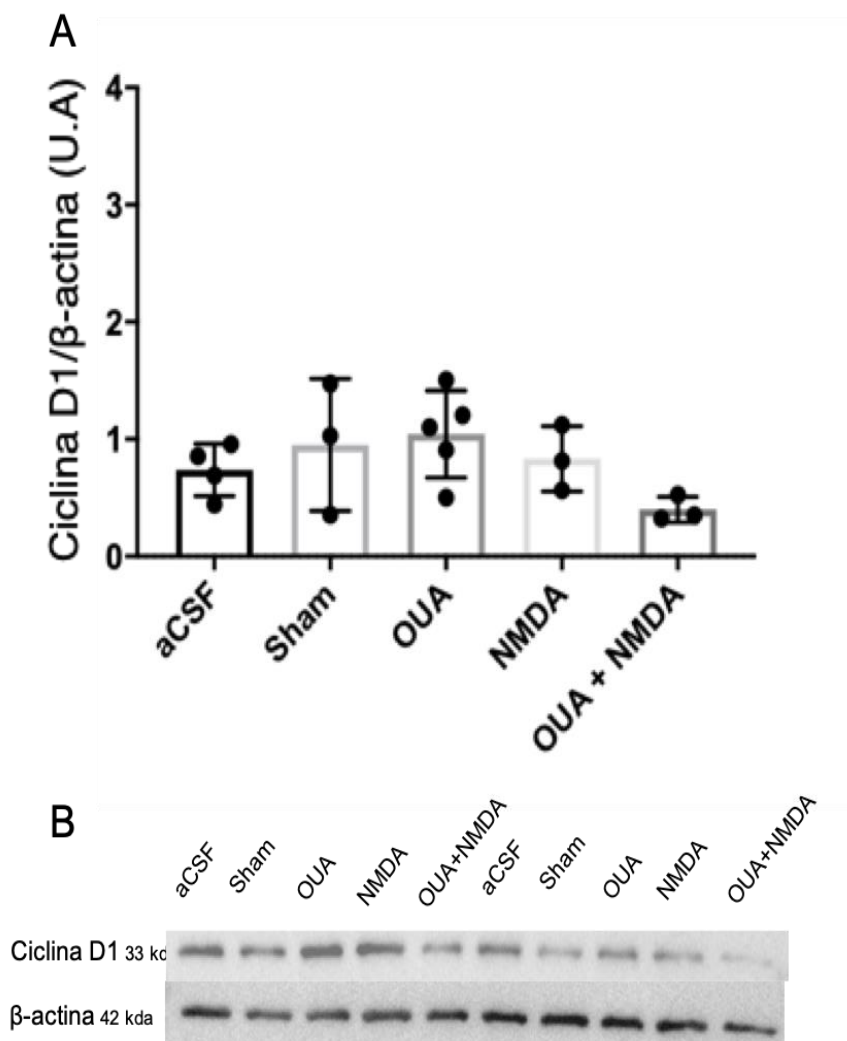 A
Ciclina D1/β-actina (U.A)
4
3
2
1
0
aCSF
Sham
OUA
NMDA
OUA + NMDA
B
aCSF Sham OUA NMDA OUA+NMDA aCSF Sham OUA NMDA OUA+NMDA
Ciclina D1 33 kd
β-actina 42 kda